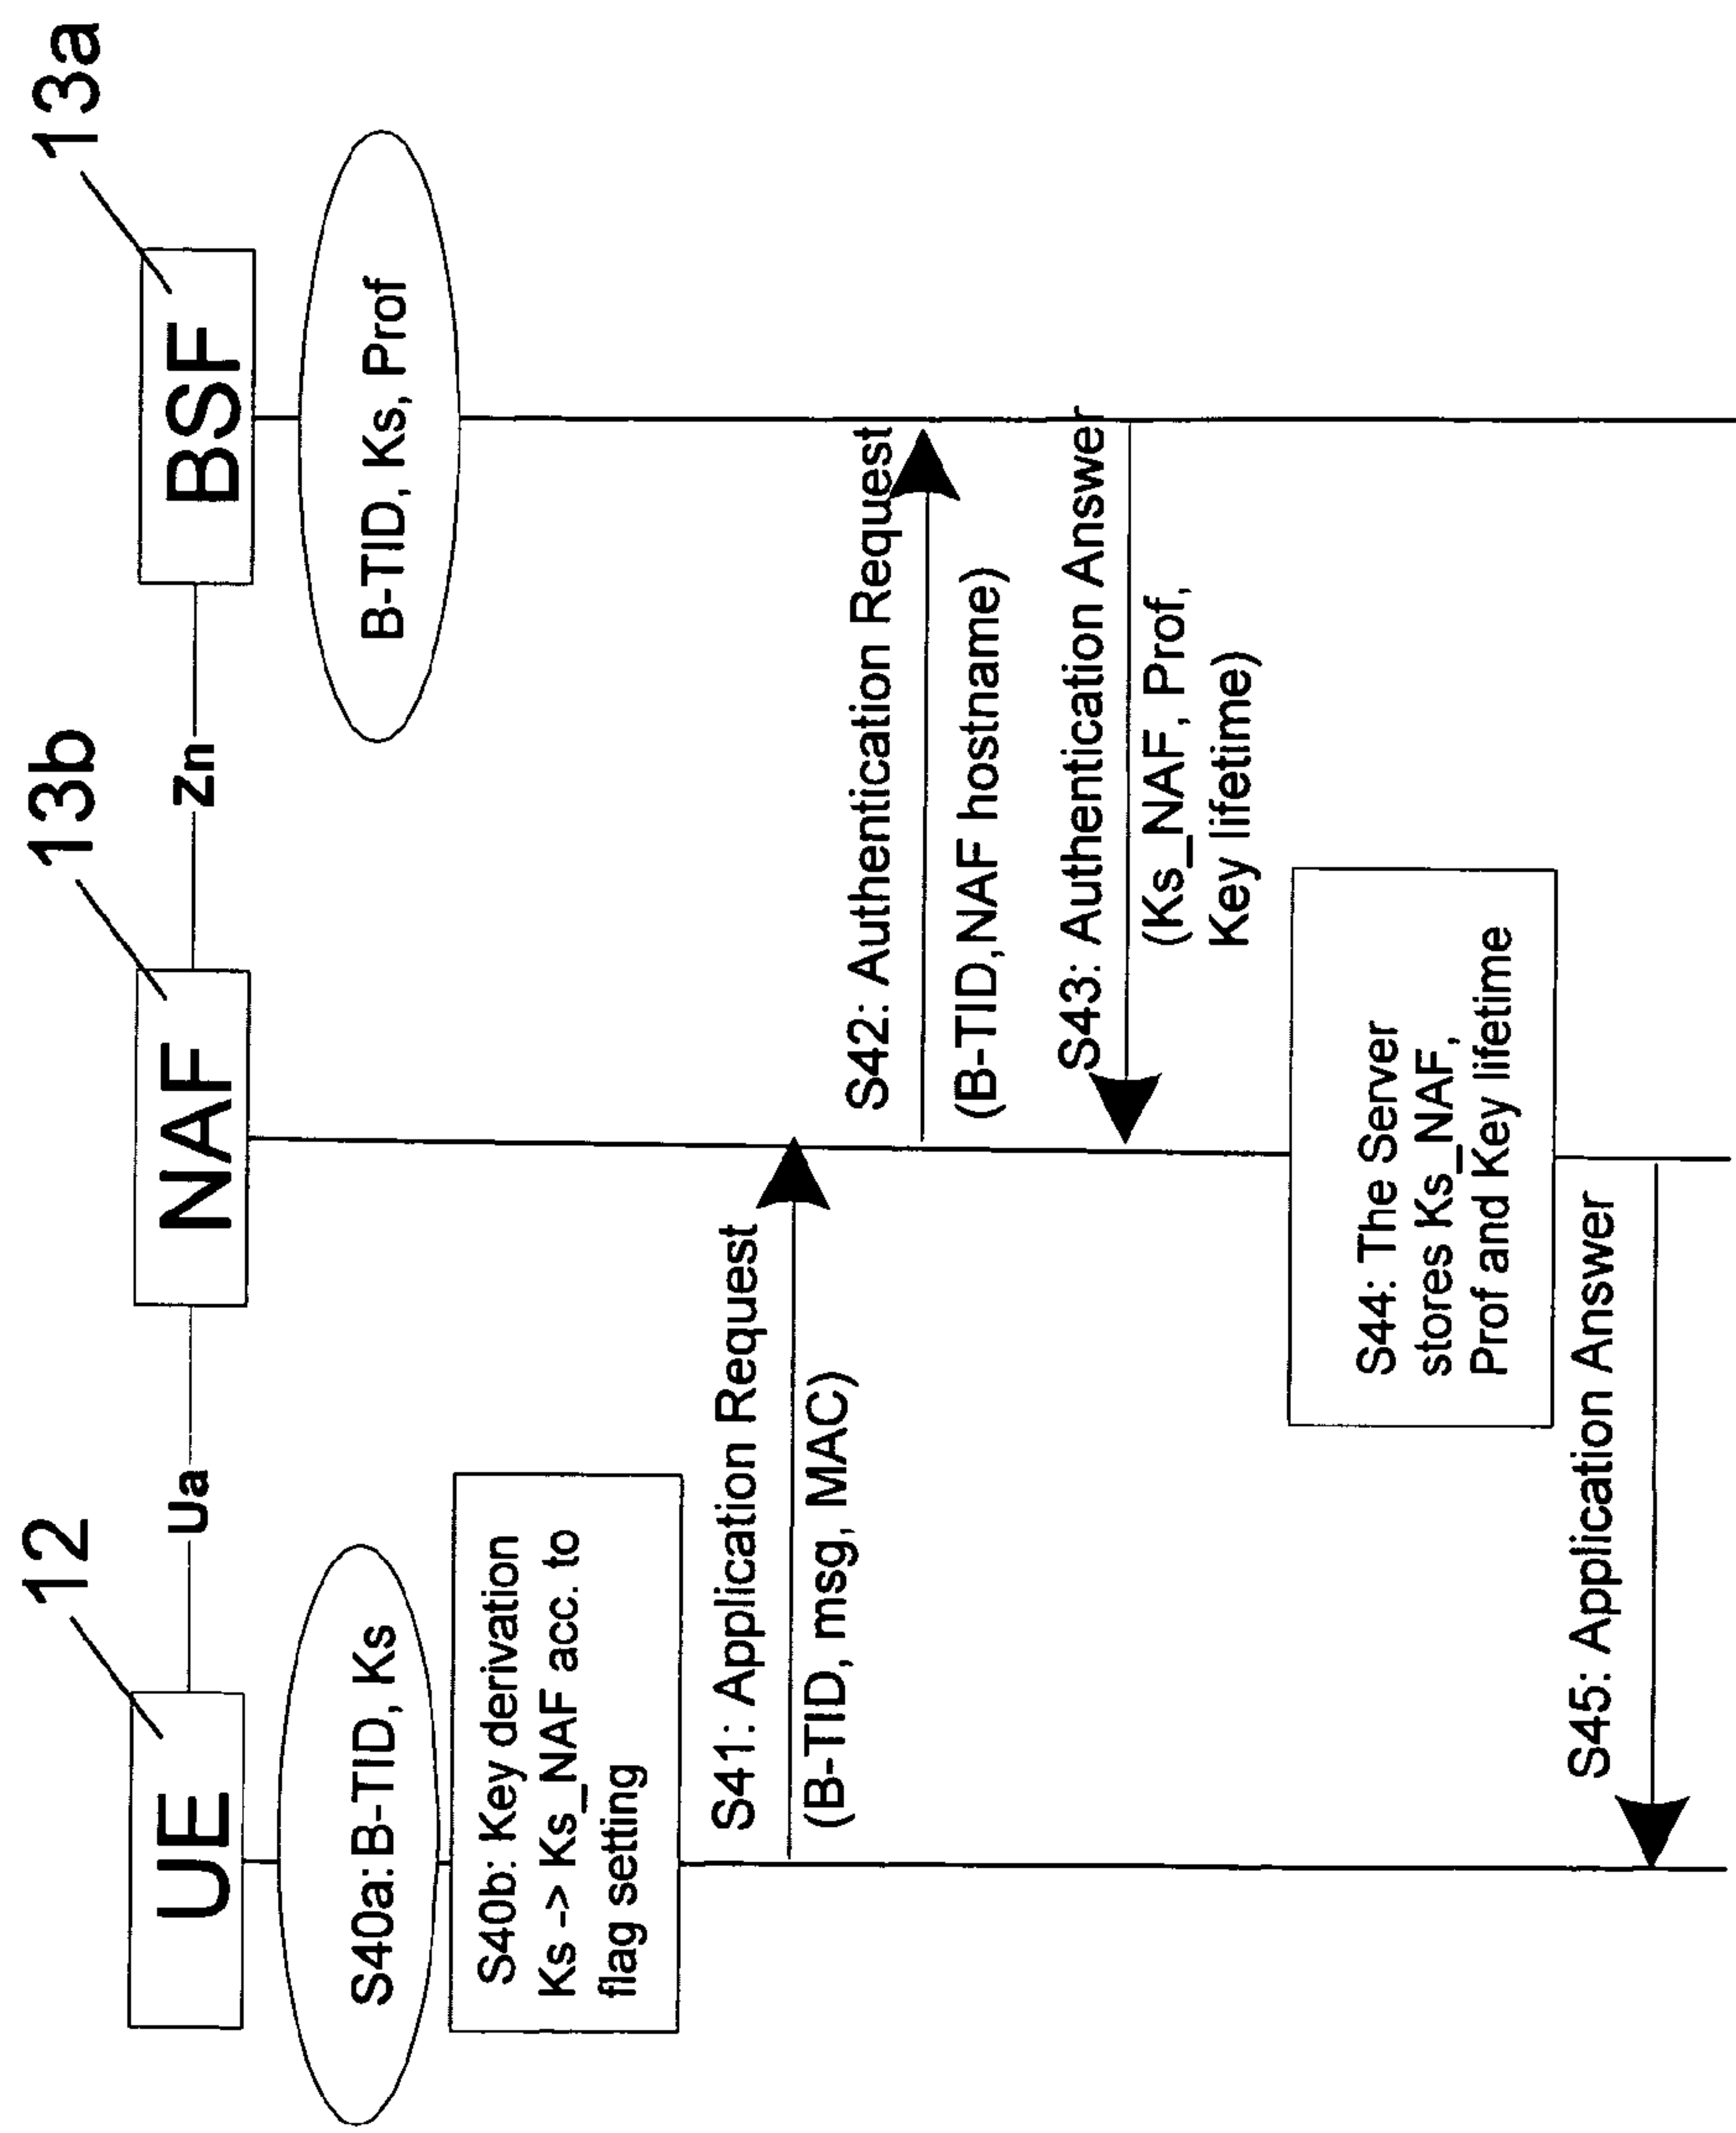 12
13b
13a
UE
Ua
NAF
Zn
BSF
S40a:B-TID, Ks
B-TID, Ks, Prof
S40b: Key derivation
Ks -> Ks_NAF acc. to
flag setting
S41: Application Request
(B-TID, msg, MAC)
S42: Authentication Request
(B-TID,NAF hostname)
S43: Authentication Answer
(Ks_NAF, Prof,
Key lifetime)
S44: The Server
stores Ks_NAF,
Prof and Key lifetime
S45: Application Answer